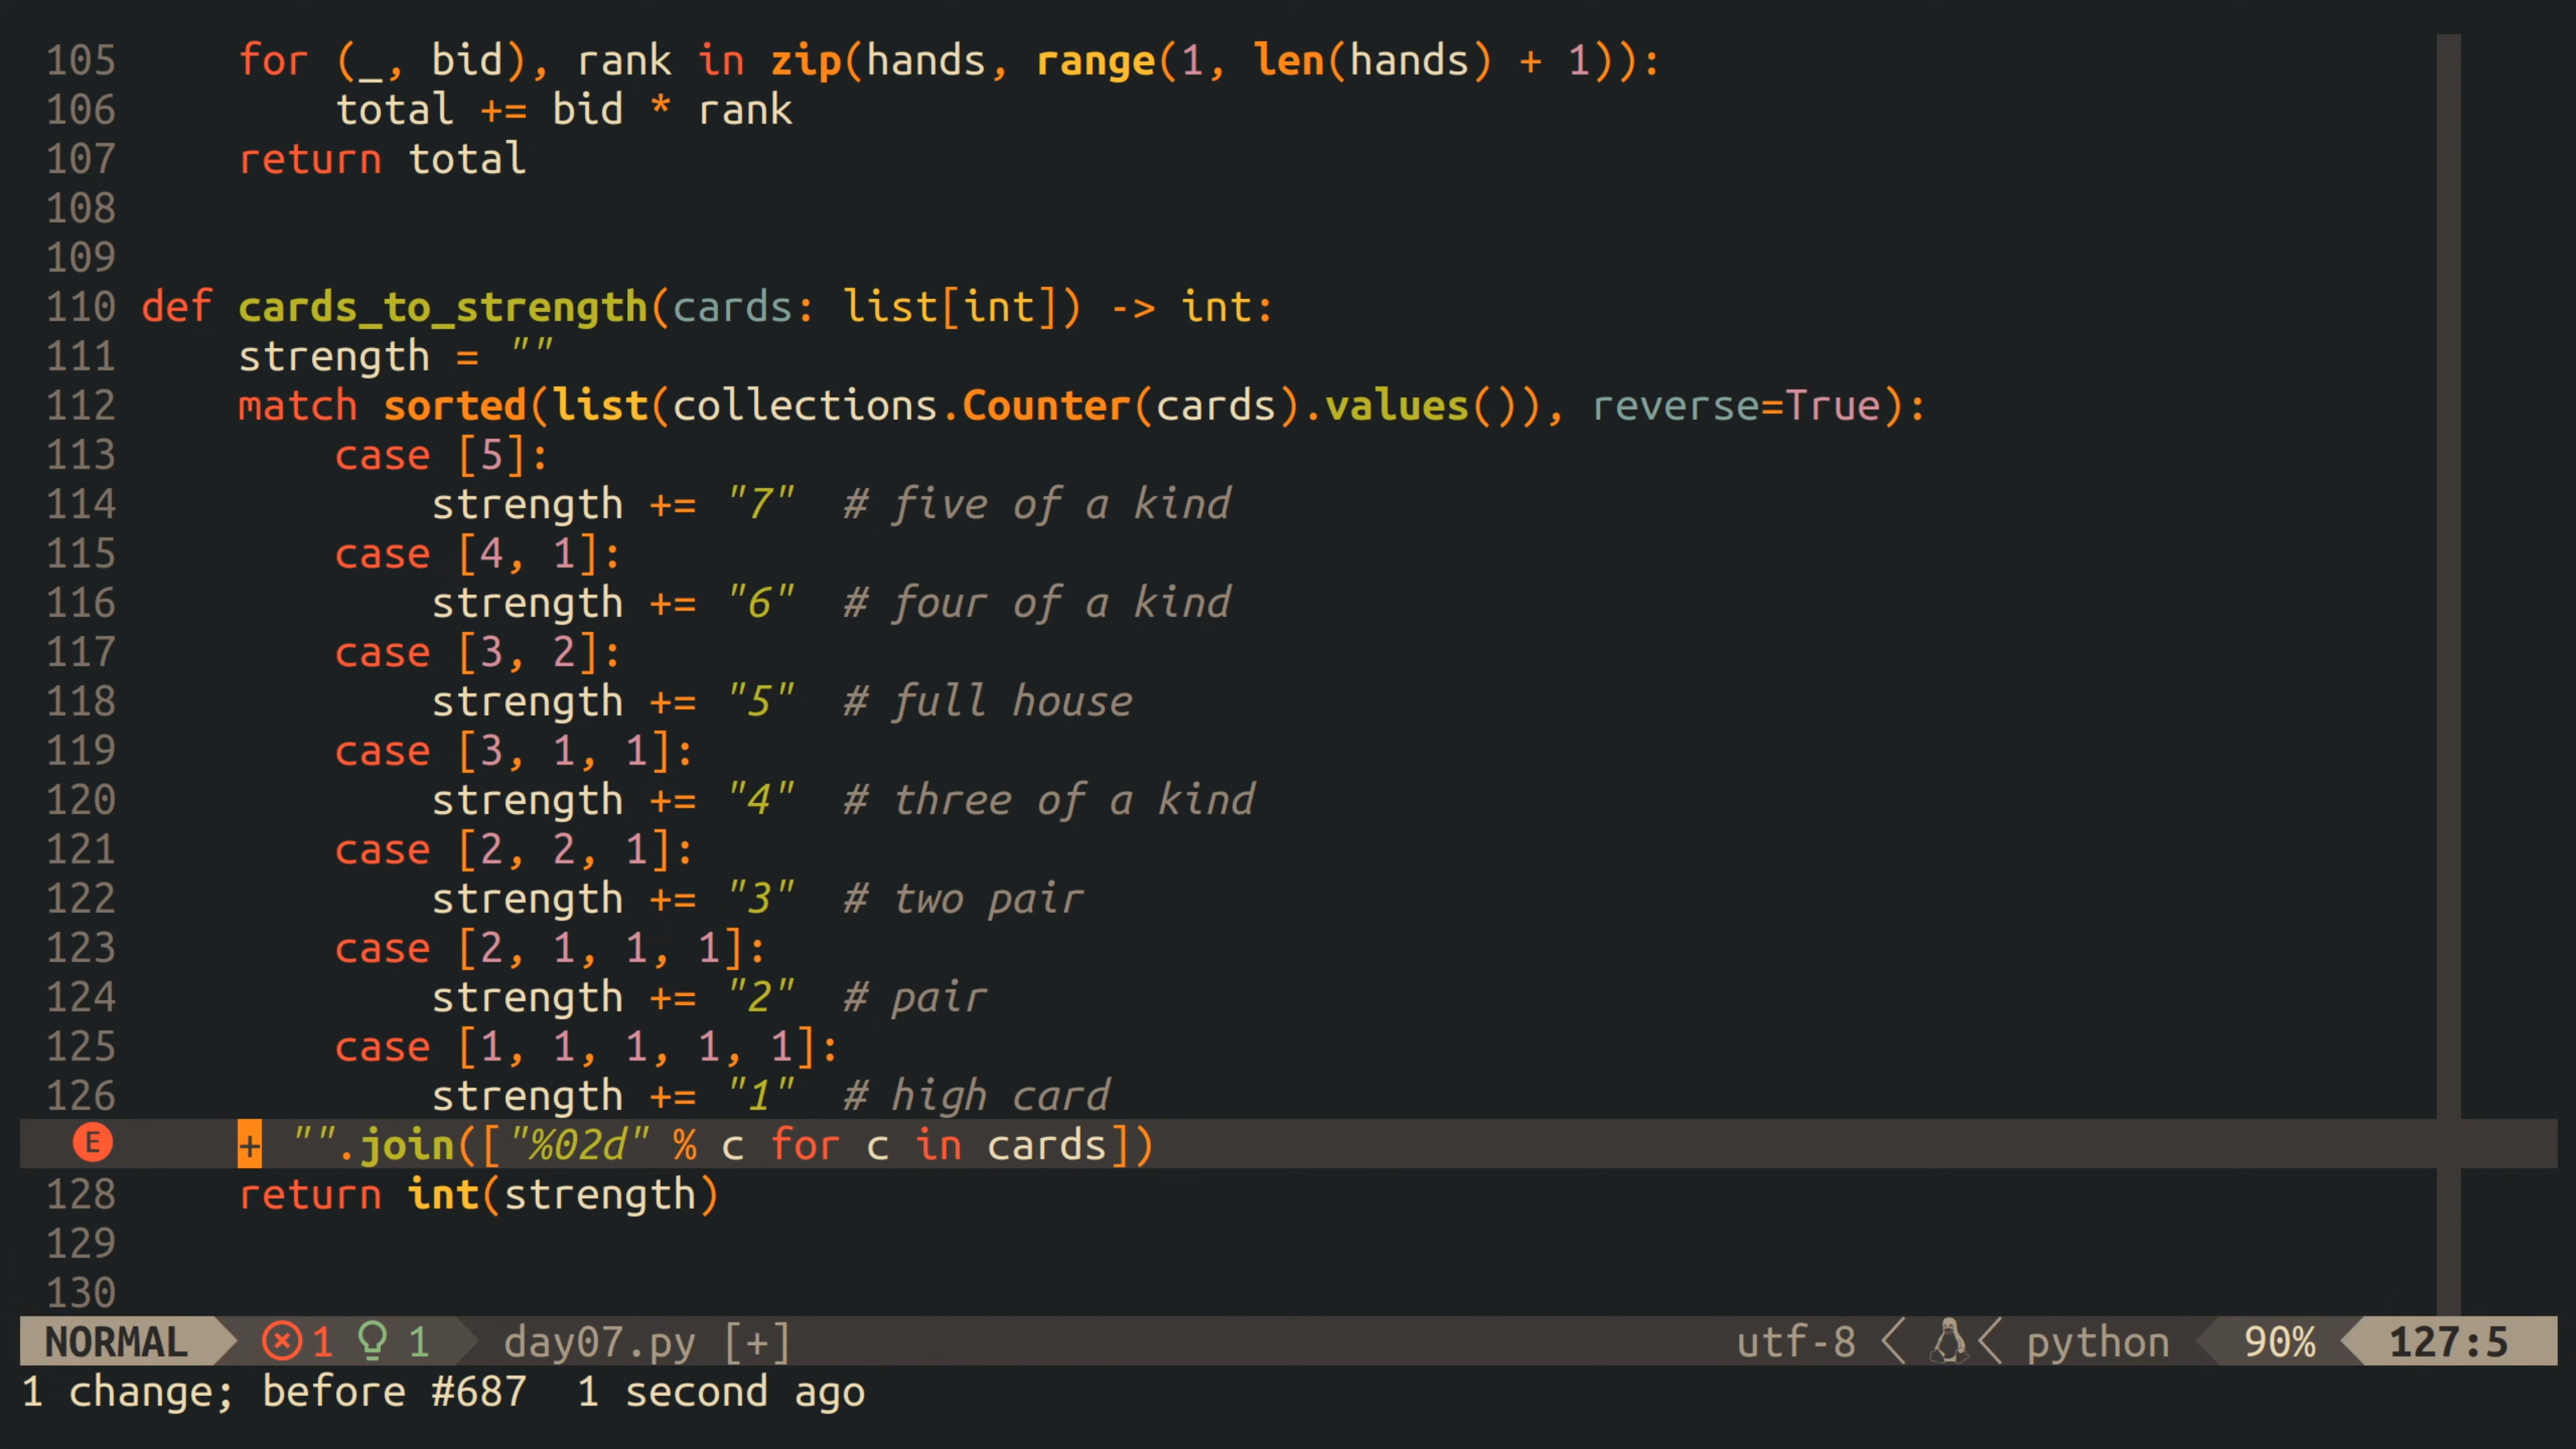 105     for (_, bid), rank in zip(hands, range(1, len(hands) + 1)):
106         total += bid * rank
107     return total
108
109
110 def cards_to_strength(cards: list[int]) -> int:
111     strength = ""
112     match sorted(list(collections.Counter(cards).values()), reverse=True):
113         case [5]:
114             strength += "7"  # five of a kind
115         case [4, 1]:
116             strength += "6"  # four of a kind
117         case [3, 2]:
118             strength += "5"  # full house
119         case [3, 1, 1]:
120             strength += "4"  # three of a kind
121         case [2, 2, 1]:
122             strength += "3"  # two pair
123         case [2, 1, 1, 1]:
124             strength += "2"  # pair
125         case [1, 1, 1, 1, 1]:
126             strength += "1"  # high card
E     + "".join(["%02d" % c for c in cards])
128     return int(strength)
129
130
NORMAL 1 1 day07.py [+] utf-8 python 90% 127:5
1 change; before #687  1 second ago